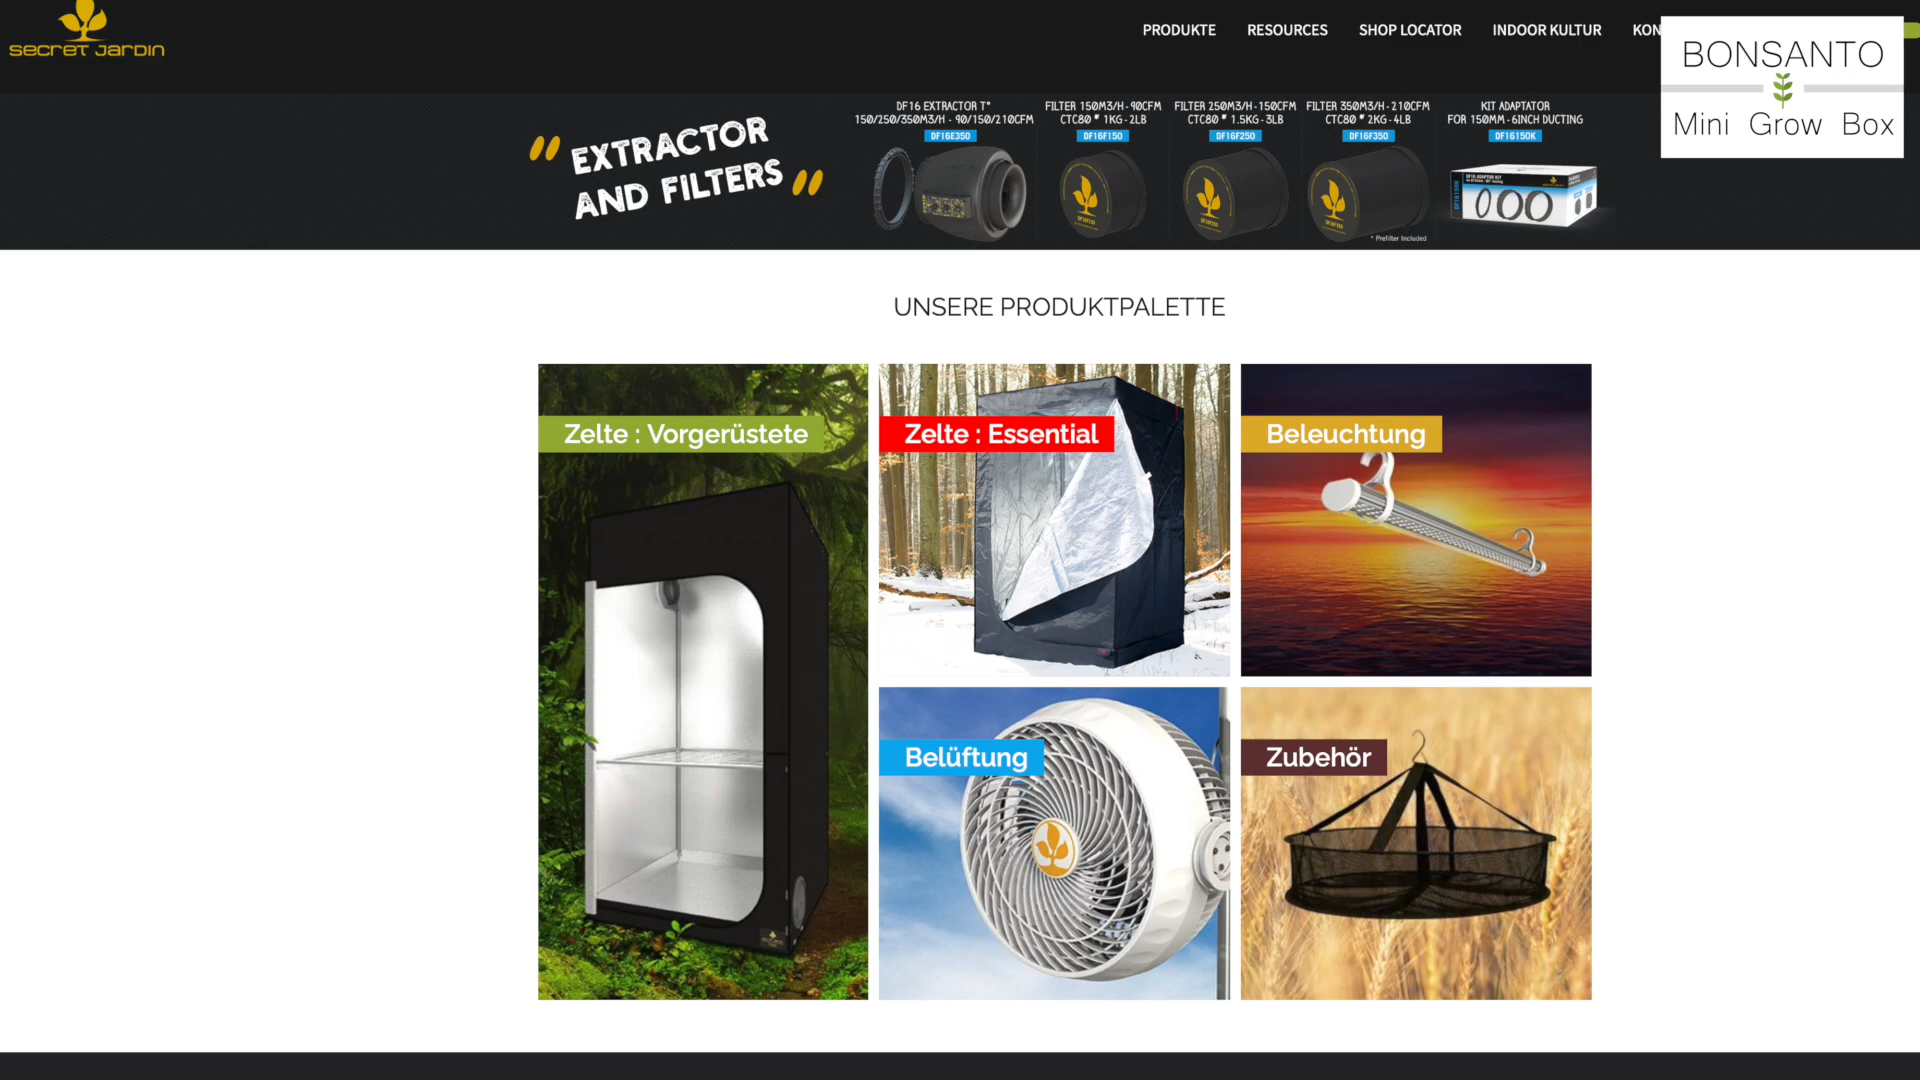 secret Jardin
PRODUKTE
RESOURCES
SHOP LOCATOR
INDOOR KULTUR
KON
BONSANTO
Mini Grow Box
" EXTRACTOR
AND FILTERS "
DF16 EXTRACTOR T°
150/250/350M3/H - 90/150/210CFM
DF16E350
FILTER 150M3/H - 90CFM
CTC80 * 1KG - 2LB
DF16F150
FILTER 250M3/H - 150CFM
CTC80 * 1.5KG - 3LB
DF16F250
FILTER 350M3/H - 210CFM
CTC80 * 2KG - 4LB
DF16F350
* Prefilter Included
KIT ADAPTATOR
FOR 150MM - 6INCH DUCTING
DF16150K
UNSERE PRODUKTPALETTE
Zelte : Vorgerüstete
Zelte : Essential
Beleuchtung
Belüftung
Zubehör